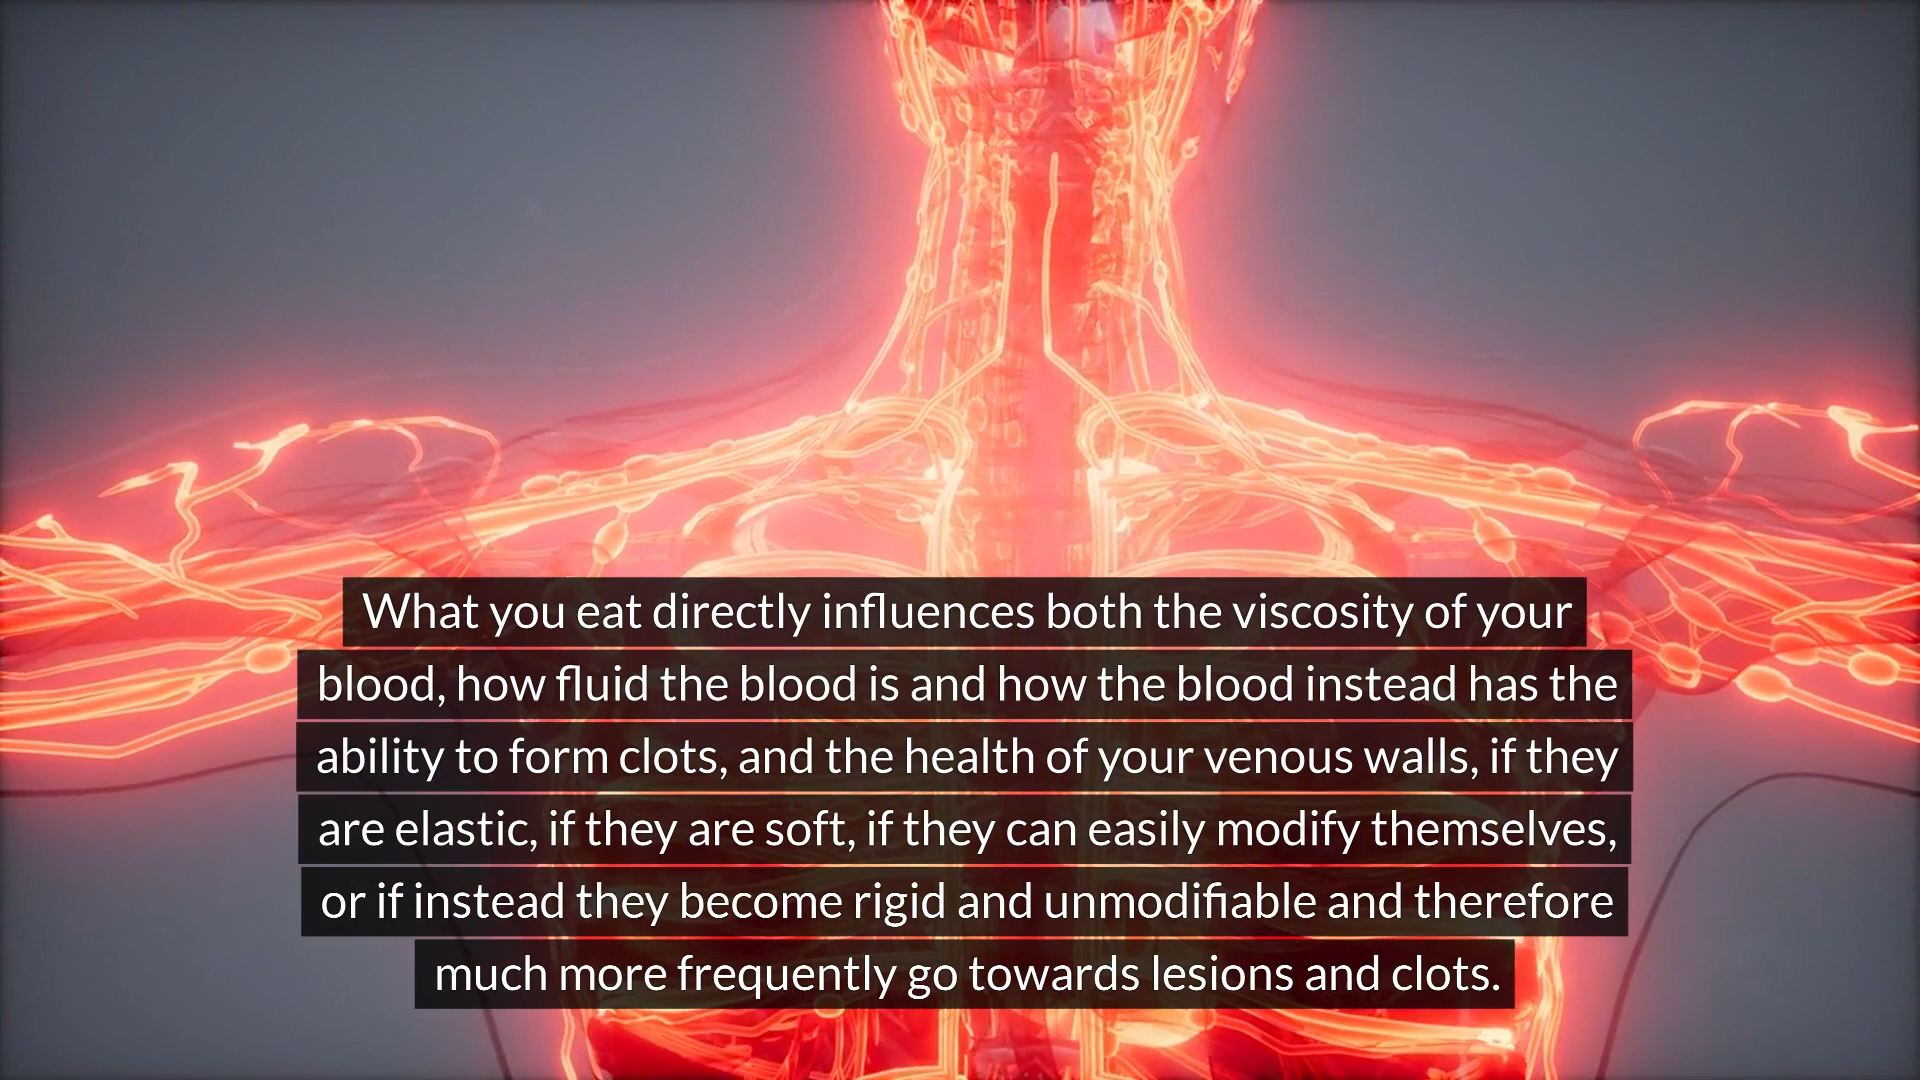 What you eat directly influences both the viscosity of your
blood, how fluid the blood is and how the blood instead has the
ability to form clots, and the health of your venous walls, if they
are elastic, if they are soft, if they can easily modify themselves,
or if instead they become rigid and unmodifiable and therefore
much more frequently go towards lesions and clots.